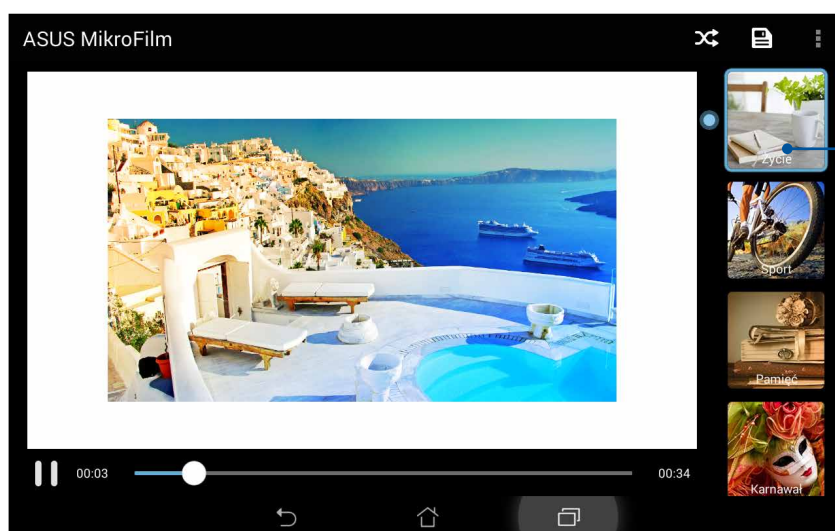 ASUS MikroFilm
Życie
Sport
Pamięć
Karnawał
00:03
00:34